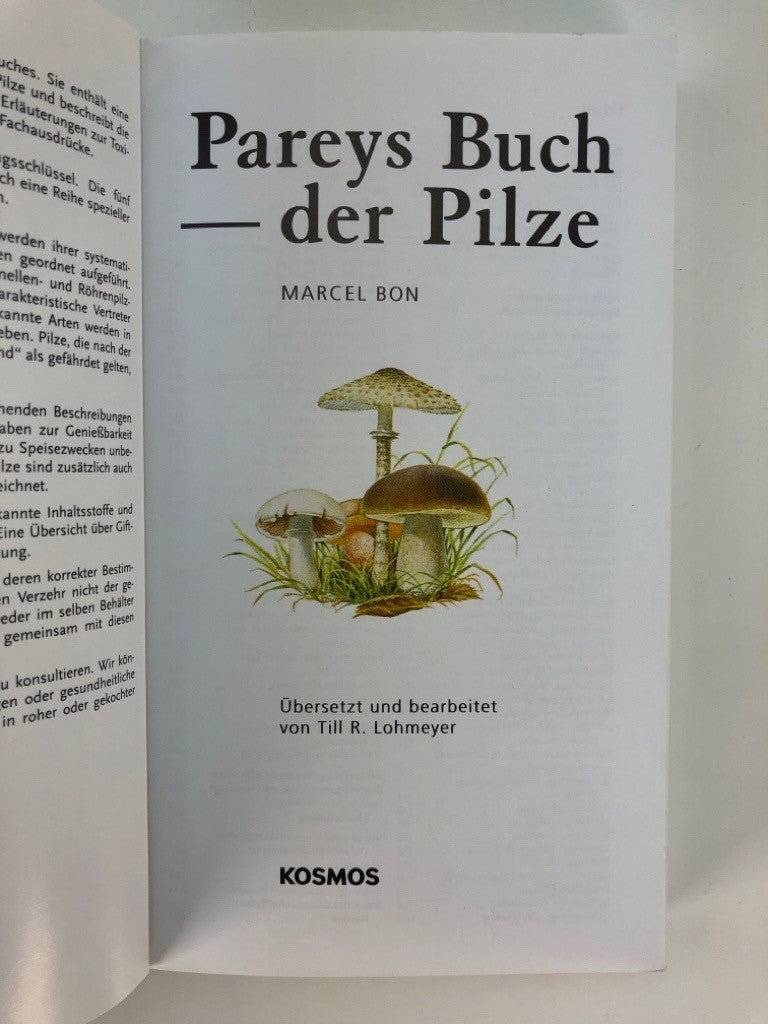 uches. Sie enthält eine
Pilze und beschreibt die
Erläuterungen zur Toxi-
Fachausdrücke.
gsschlüssel. Die fünf
ch eine Reihe spezieller
n.
werden ihrer systemati-
en geordnet aufgeführt.
nellen- und Röhrenpilz-
arakteristische Vertreter
kannte Arten werden in
eben. Pilze, die nach der
nd“ als gefährdet gelten,
henden Beschreibungen
aben zur Genießbarkeit
zu Speisezwecken unbe-
lze sind zusätzlich auch
eichnet.
kannte Inhaltsstoffe und
Eine Übersicht über Gift-
tung.
deren korrekter Bestim-
en Verzehr nicht der ge-
eder im selben Behälter
gemeinsam mit diesen
u konsultieren. Wir kön-
gen oder gesundheitliche
in roher oder gekochter
Pareys Buch
— der Pilze
MARCEL BON
Übersetzt und bearbeitet
von Till R. Lohmeyer
KOSMOS